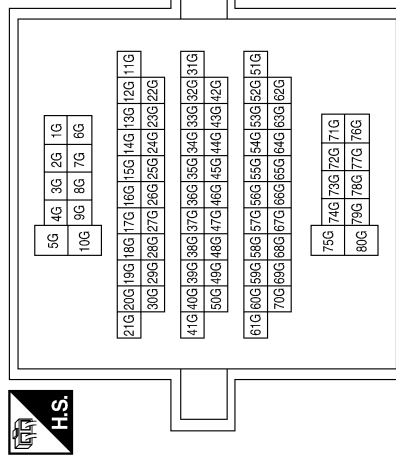 H.S.
5G 4G 3G 2G 1G
10G 9G 8G 7G 6G
21G 20G 19G 18G 17G 16G 15G 14G 13G 12G 11G
30G 29G 28G 27G 26G 25G 24G 23G 22G
41G 40G 39G 38G 37G 36G 35G 34G 33G 32G 31G
50G 49G 48G 47G 46G 45G 44G 43G 42G
61G 60G 59G 58G 57G 56G 55G 54G 53G 52G 51G
70G 69G 68G 67G 66G 65G 64G 63G 62G
75G 74G 73G 72G 71G
80G 79G 78G 77G 76G